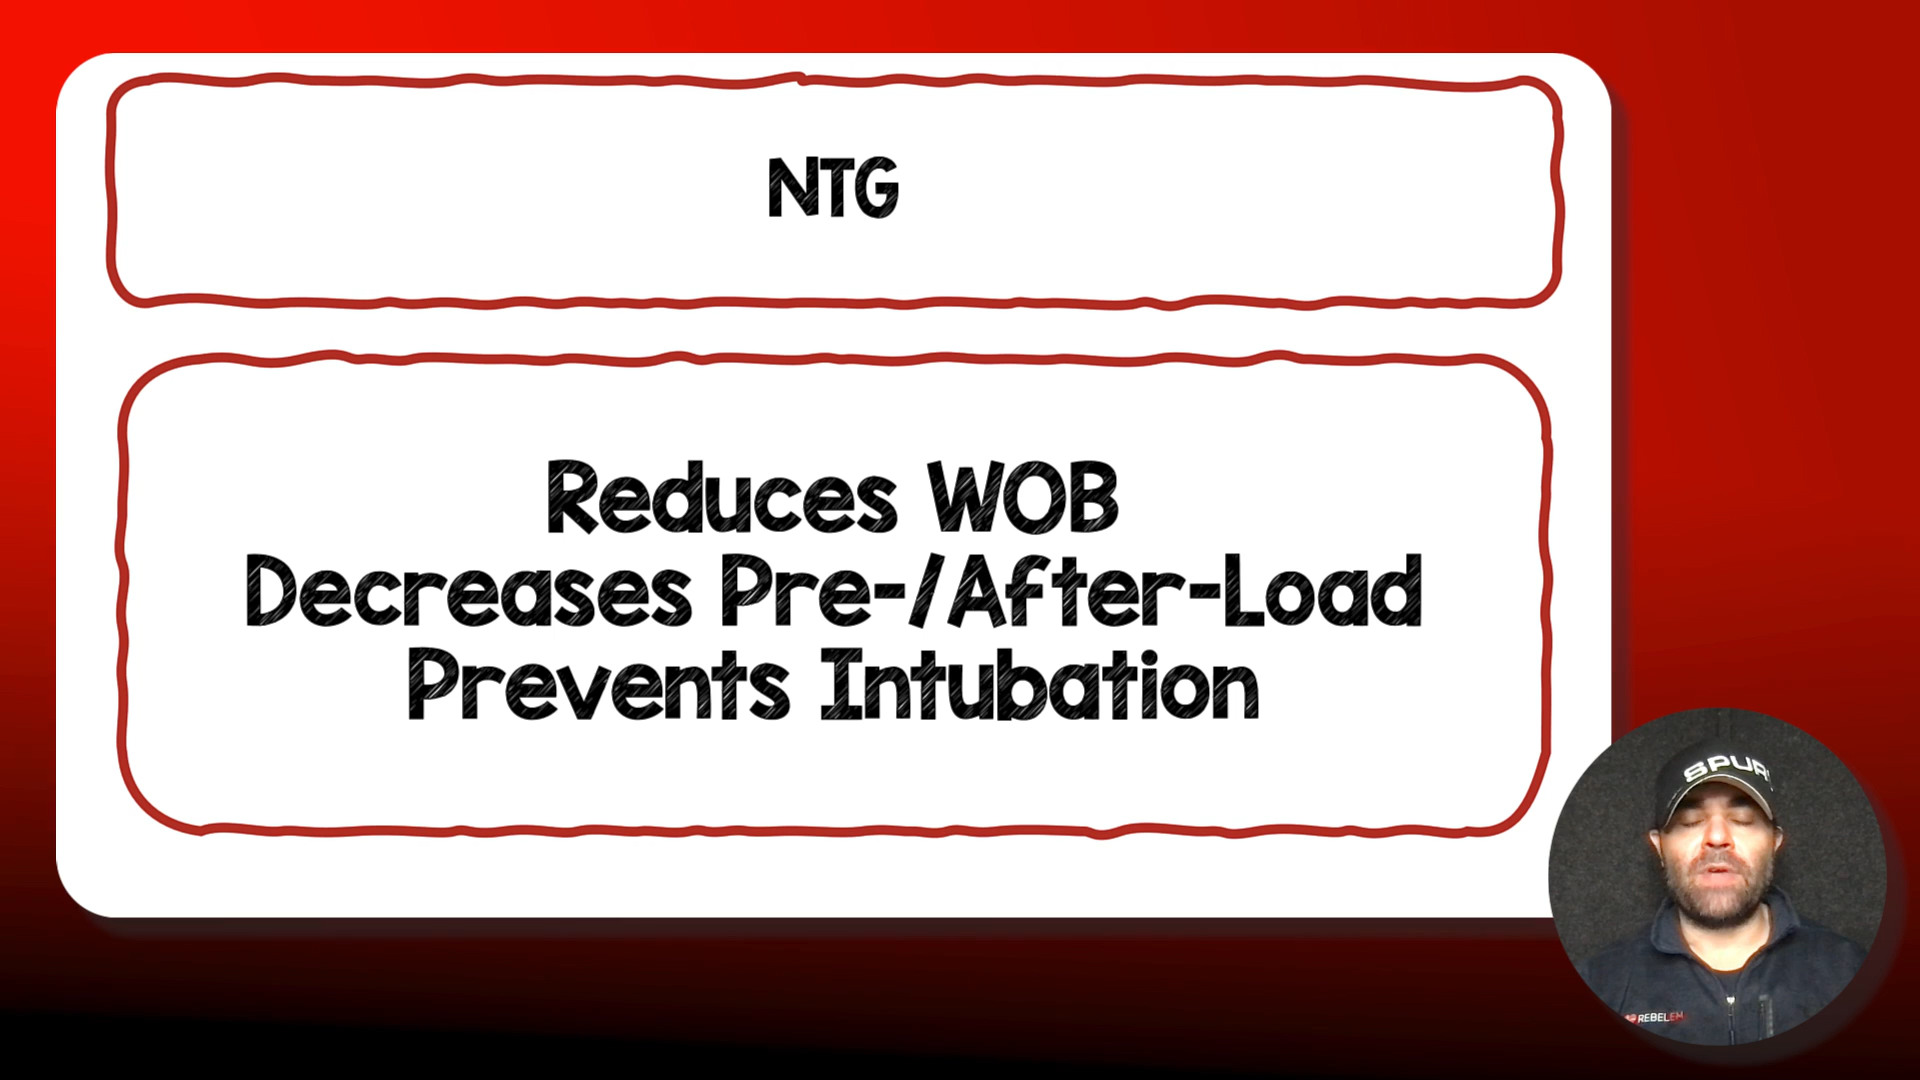 NTG
Reduces WOB
Decreases Pre-/After-Load
Prevents Intubation
SPUR
REBELEM